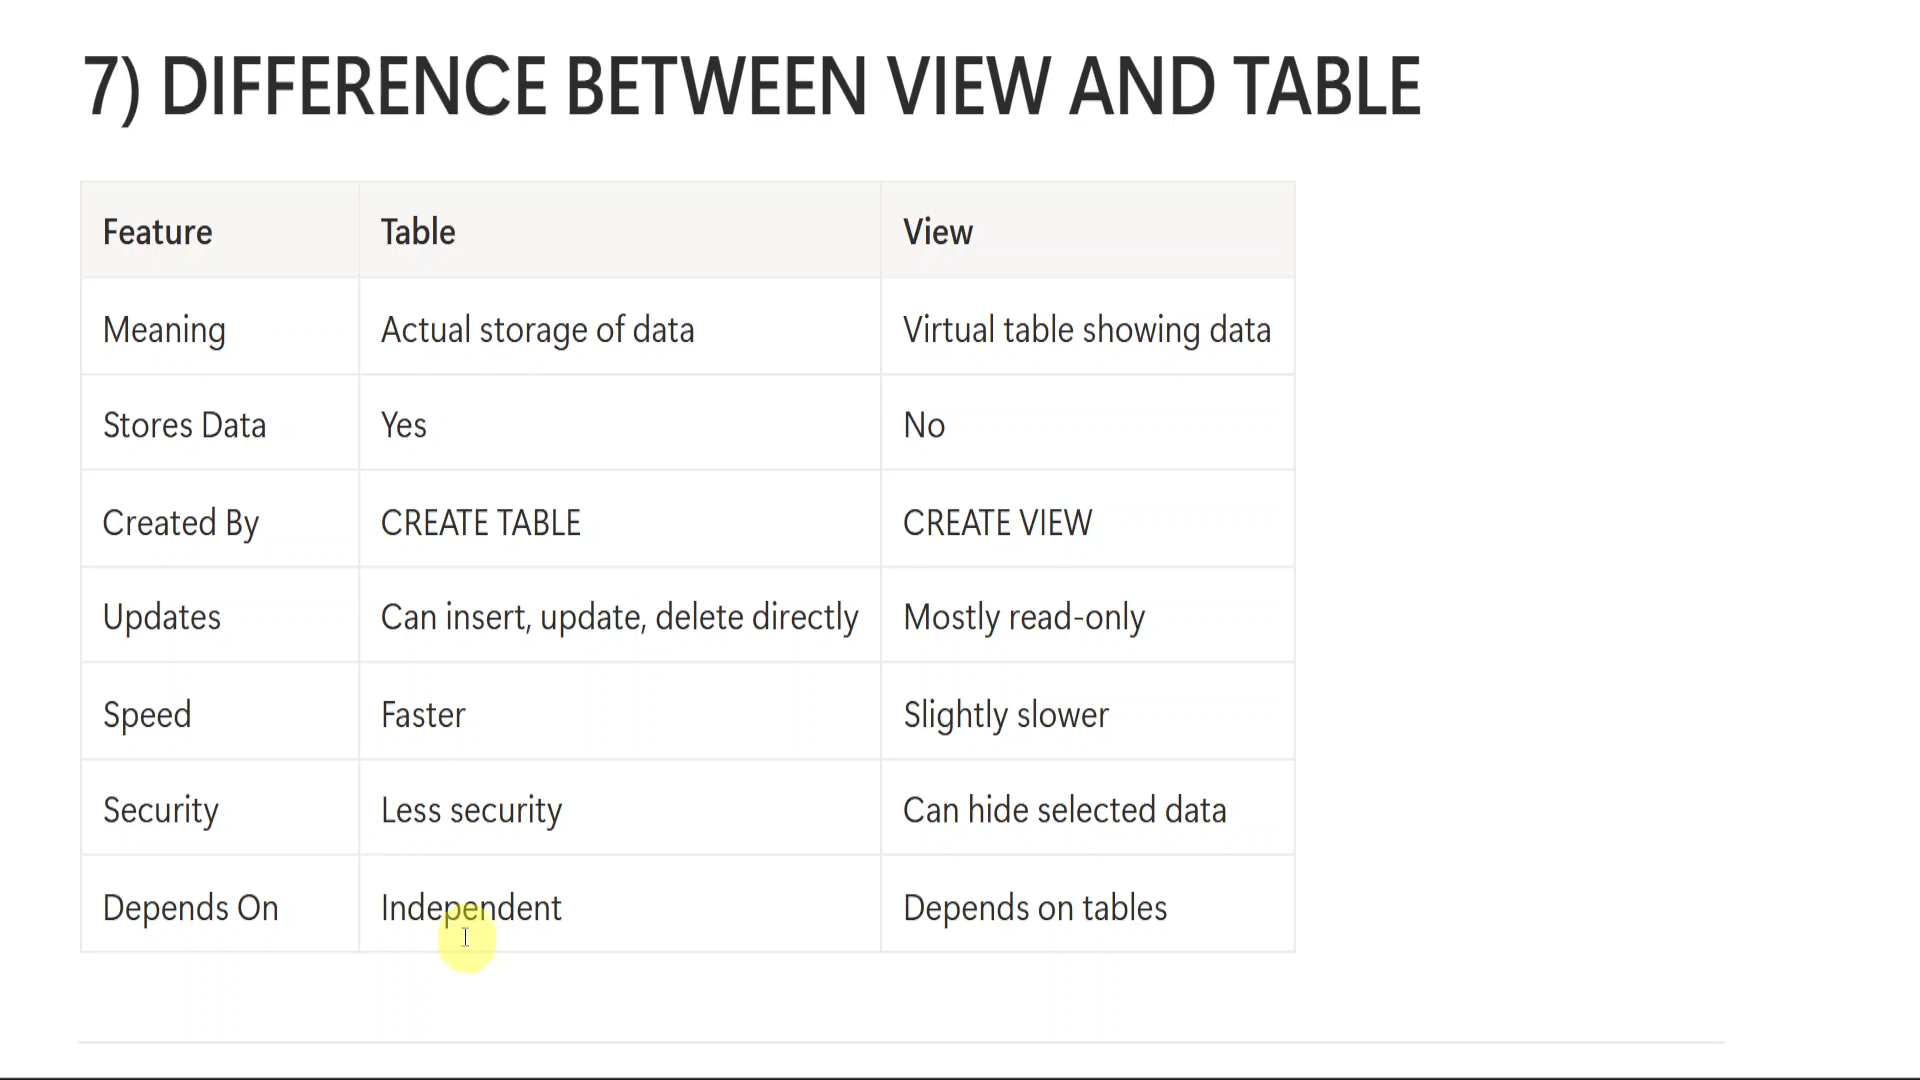 7) DIFFERENCE BETWEEN VIEW AND TABLE
Feature Table View
Meaning Actual storage of data Virtual table showing data
Stores Data Yes No
Created By CREATE TABLE CREATE VIEW
Updates Can insert, update, delete directly Mostly read-only
Speed Faster Slightly slower
Security Less security Can hide selected data
Depends On Independent Depends on tables